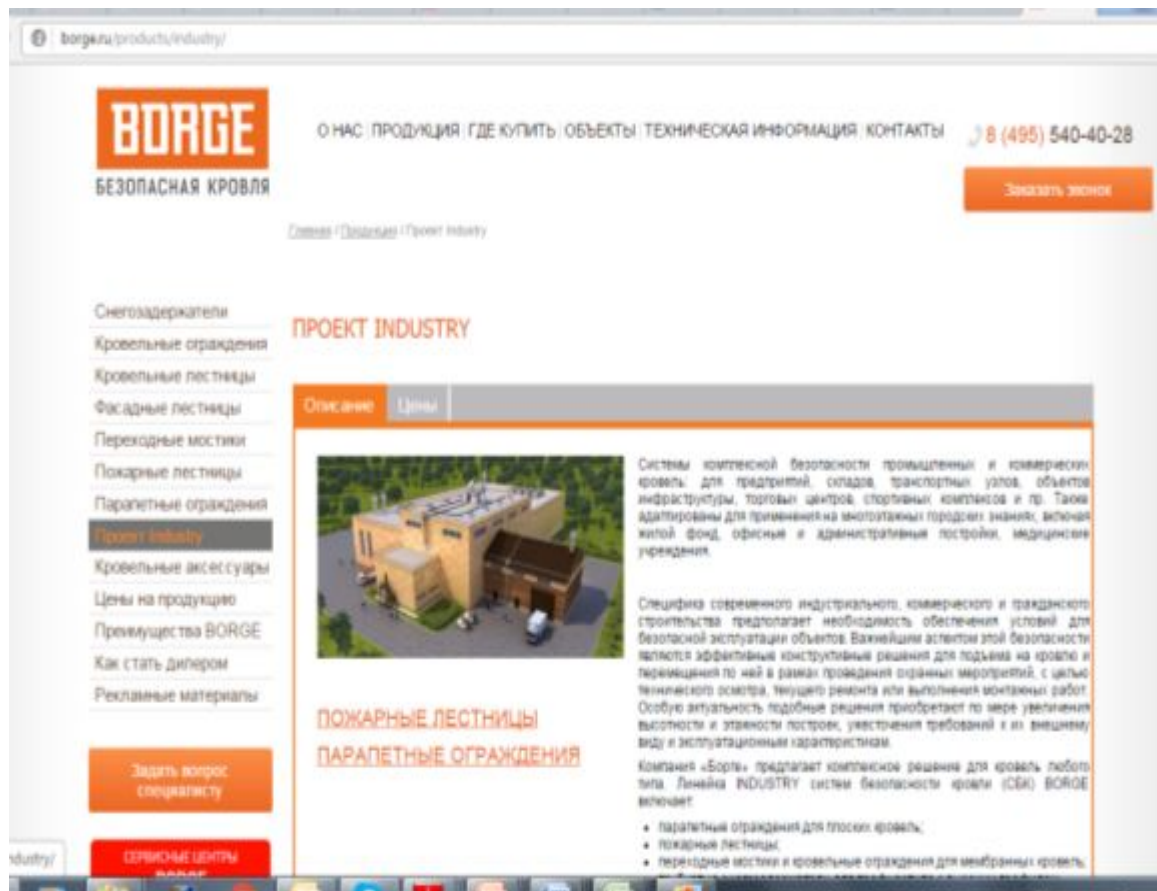 borge.ru/products/industry/
BORGE
БЕЗОПАСНАЯ КРОВЛЯ
О НАС ПРОДУКЦИЯ ГДЕ КУПИТЬ ОБЪЕКТЫ ТЕХНИЧЕСКАЯ ИНФОРМАЦИЯ КОНТАКТЫ
8 (495) 540-40-28
Заказать звонок
Главная / Продукция / Проект Industry
Снегозадержатели
Кровельные ограждения
Кровельные лестницы
Фасадные лестницы
Переходные мостики
Пожарные лестницы
Парапетные ограждения
Проект Industry
Кровельные аксессуары
Цены на продукцию
Преимущества BORGE
Как стать дилером
Рекламные материалы
Задать вопрос
специалисту
СЕРВИСНЫЕ ЦЕНТРЫ
BORGE
ПРОЕКТ INDUSTRY
Описание Цены
ПОЖАРНЫЕ ЛЕСТНИЦЫ
ПАРАПЕТНЫЕ ОГРАЖДЕНИЯ
Системы комплексной безопасности промышленных и коммерческих
кровель: для предприятий, складов, транспортных узлов, объектов
инфраструктуры, торговых центров, спортивных комплексов и пр. Также
адаптированы для применения на многоэтажных городских зданиях, включая
жилой фонд, офисные и административные постройки, медицинские
учреждения.
Специфика современного индустриального, коммерческого и гражданского
строительства предполагает необходимость обеспечения условий для
безопасной эксплуатации объектов. Важнейшим аспектом этой безопасности
являются эффективные конструктивные решения для подъема на кровлю и
перемещения по ней в рамках проведения охранных мероприятий, с целью
технического осмотра, текущего ремонта или выполнения монтажных работ.
Особую актуальность подобные решения приобретают по мере увеличения
высотности и этажности построек, ужесточения требований к их внешнему
виду и эксплуатационным характеристикам.
Компания «Борге» предлагает комплексное решение для кровель любого
типа. Линейка INDUSTRY систем безопасности кровли (СБК) BORGE
включает:
• парапетные ограждения для плоских кровель;
• пожарные лестницы;
• переходные мостики и кровельные ограждения для мембранных кровель;
ndustry/